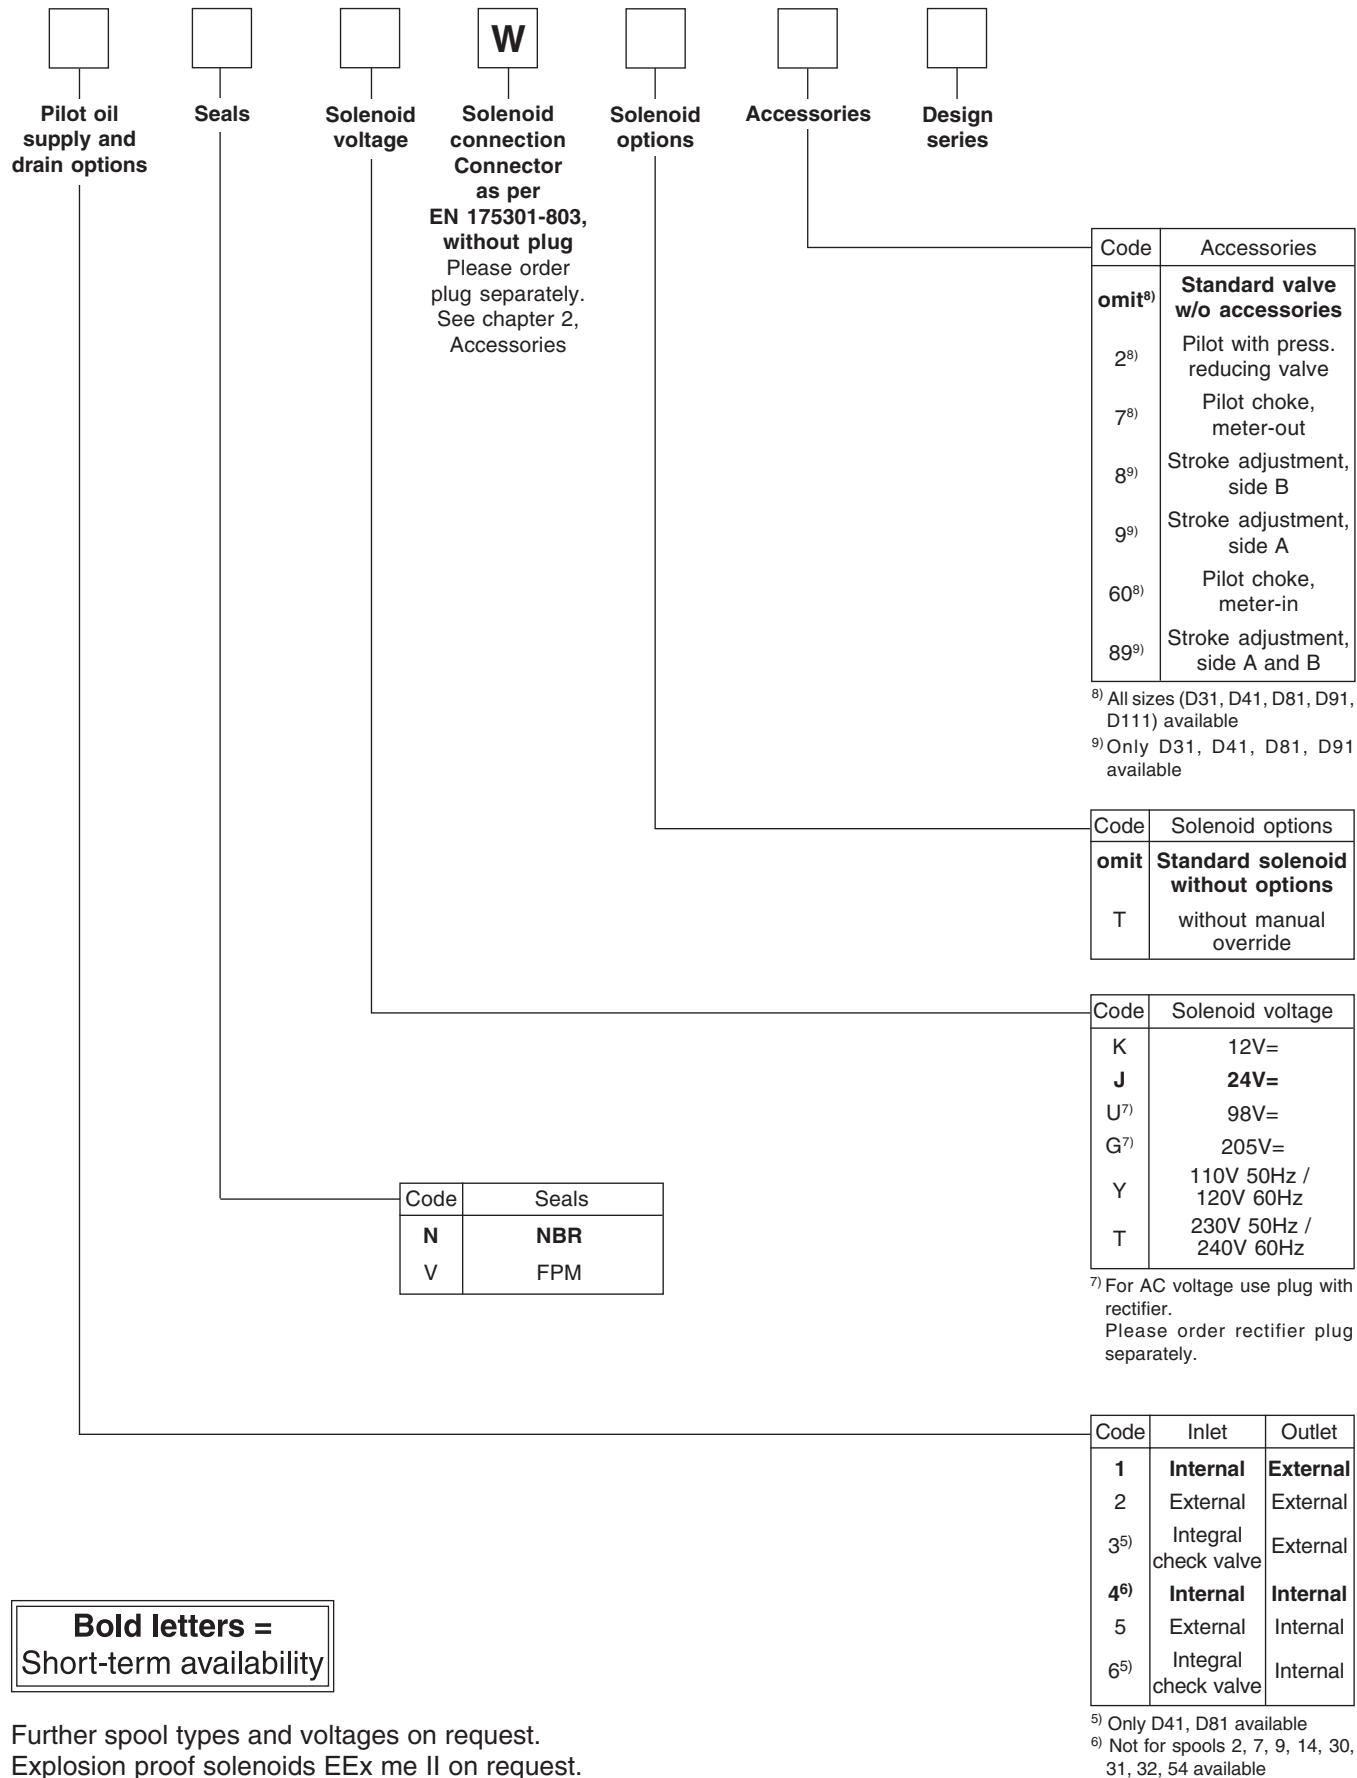 W
Pilot oil
supply and
drain options
Seals
Solenoid
voltage
Solenoid
connection
Connector
as per
EN 175301-803,
without plug
Please order
plug separately.
See chapter 2,
Accessories
Solenoid
options
Accessories
Design
series
Code Accessories
omit8) Standard valve
w/o accessories
28) Pilot with press.
reducing valve
78) Pilot choke,
meter-out
89) Stroke adjustment,
side B
99) Stroke adjustment,
side A
608) Pilot choke,
meter-in
899) Stroke adjustment,
side A and B
8) All sizes (D31, D41, D81, D91,
D111) available
9) Only D31, D41, D81, D91
available
Code Solenoid options
omit Standard solenoid
without options
T without manual
override
Code Solenoid voltage
K 12V=
J 24V=
U7) 98V=
G7) 205V=
Y 110V 50Hz /
120V 60Hz
T 230V 50Hz /
240V 60Hz
7) For AC voltage use plug with
rectifier.
Please order rectifier plug
separately.
Code Seals
N NBR
V FPM
Code Inlet Outlet
1 Internal External
2 External External
35) Integral
check valve External
46) Internal Internal
5 External Internal
65) Integral
check valve Internal
5) Only D41, D81 available
6) Not for spools 2, 7, 9, 14, 30,
31, 32, 54 available
Bold letters =
Short-term availability
Further spool types and voltages on request.
Explosion proof solenoids EEx me II on request.